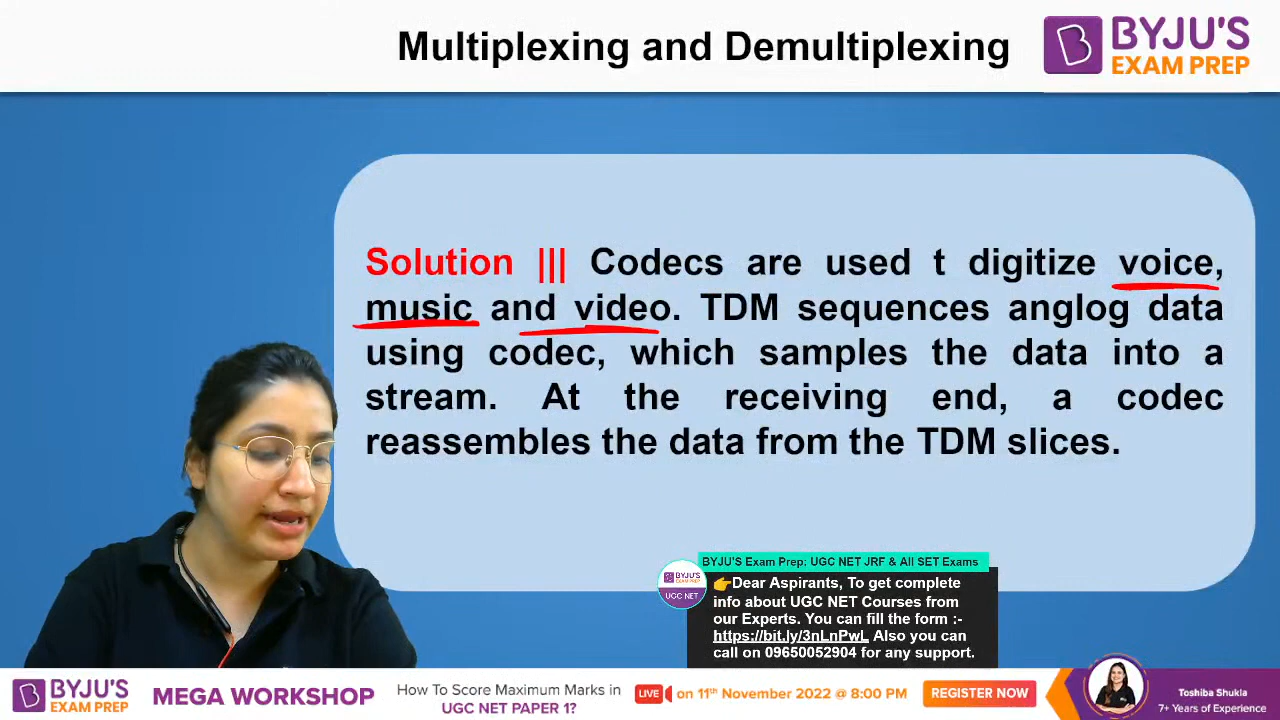 Multiplexing and Demultiplexing
BYJU'S
EXAM PREP
Solution ||| Codecs are used t digitize voice,
music and video. TDM sequences anglog data
using codec, which samples the data into a
stream. At the receiving end, a codec
reassembles the data from the TDM slices.
BYJU'S Exam Prep: UGC NET JRF & All SET Exams
BYJU'S
UGC NET
👉Dear Aspirants, To get complete
info about UGC NET Courses from
our Experts. You can fill the form :-
https://bit.ly/3nLnPwL Also you can
call on 09650052904 for any support.
BYJU'S
EXAM PREP
MEGA WORKSHOP
How To Score Maximum Marks in
UGC NET PAPER 1?
LIVE on 11th November 2022 @ 8:00 PM
REGISTER NOW
Toshiba Shukla
7+ Years of Experience